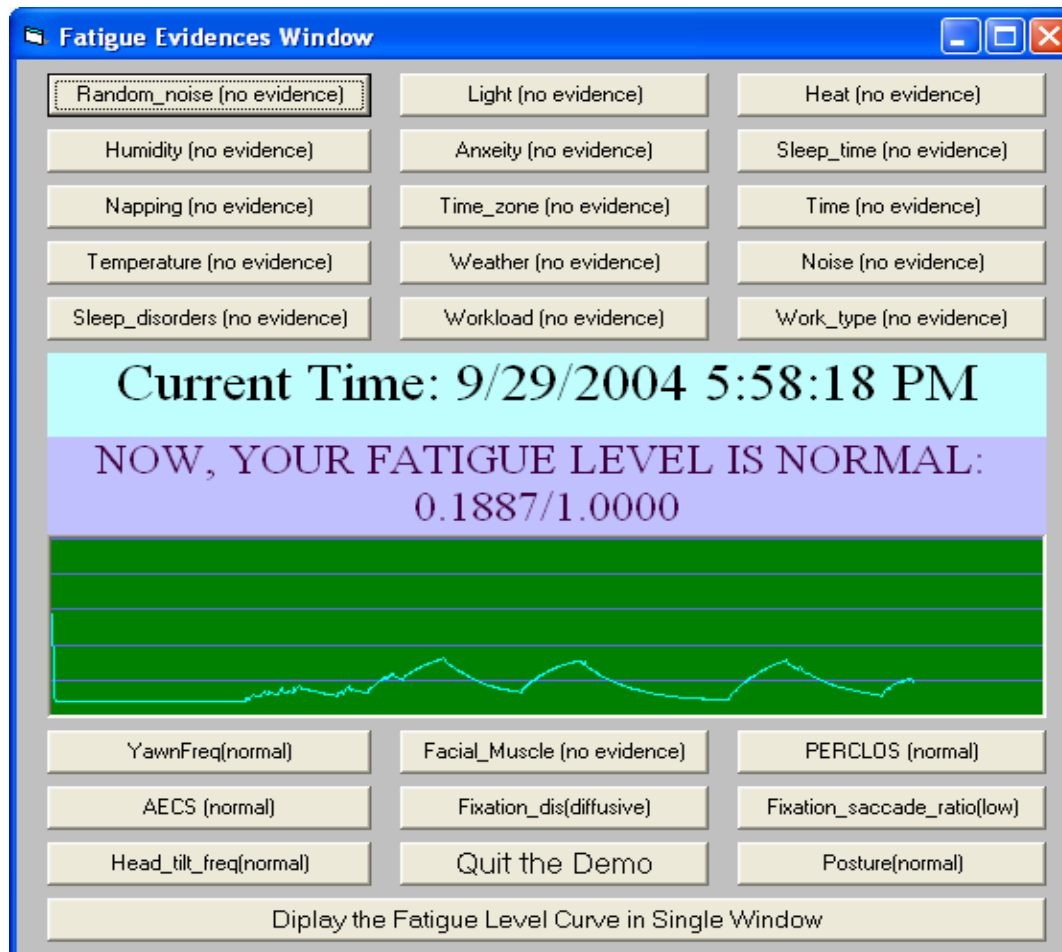 Fatigue Evidences Window
Random_noise (no evidence)
Light (no evidence)
Heat (no evidence)
Humidity (no evidence)
Anxeity (no evidence)
Sleep_time (no evidence)
Napping (no evidence)
Time_zone (no evidence)
Time (no evidence)
Temperature (no evidence)
Weather (no evidence)
Noise (no evidence)
Sleep_disorders (no evidence)
Workload (no evidence)
Work_type (no evidence)
Current Time: 9/29/2004 5:58:18 PM
NOW, YOUR FATIGUE LEVEL IS NORMAL:
0.1887/1.0000
YawnFreq(normal)
Facial_Muscle (no evidence)
PERCLOS (normal)
AECS (normal)
Fixation_dis(diffusive)
Fixation_saccade_ratio(low)
Head_tilt_freq(normal)
Quit the Demo
Posture(normal)
Diplay the Fatigue Level Curve in Single Window